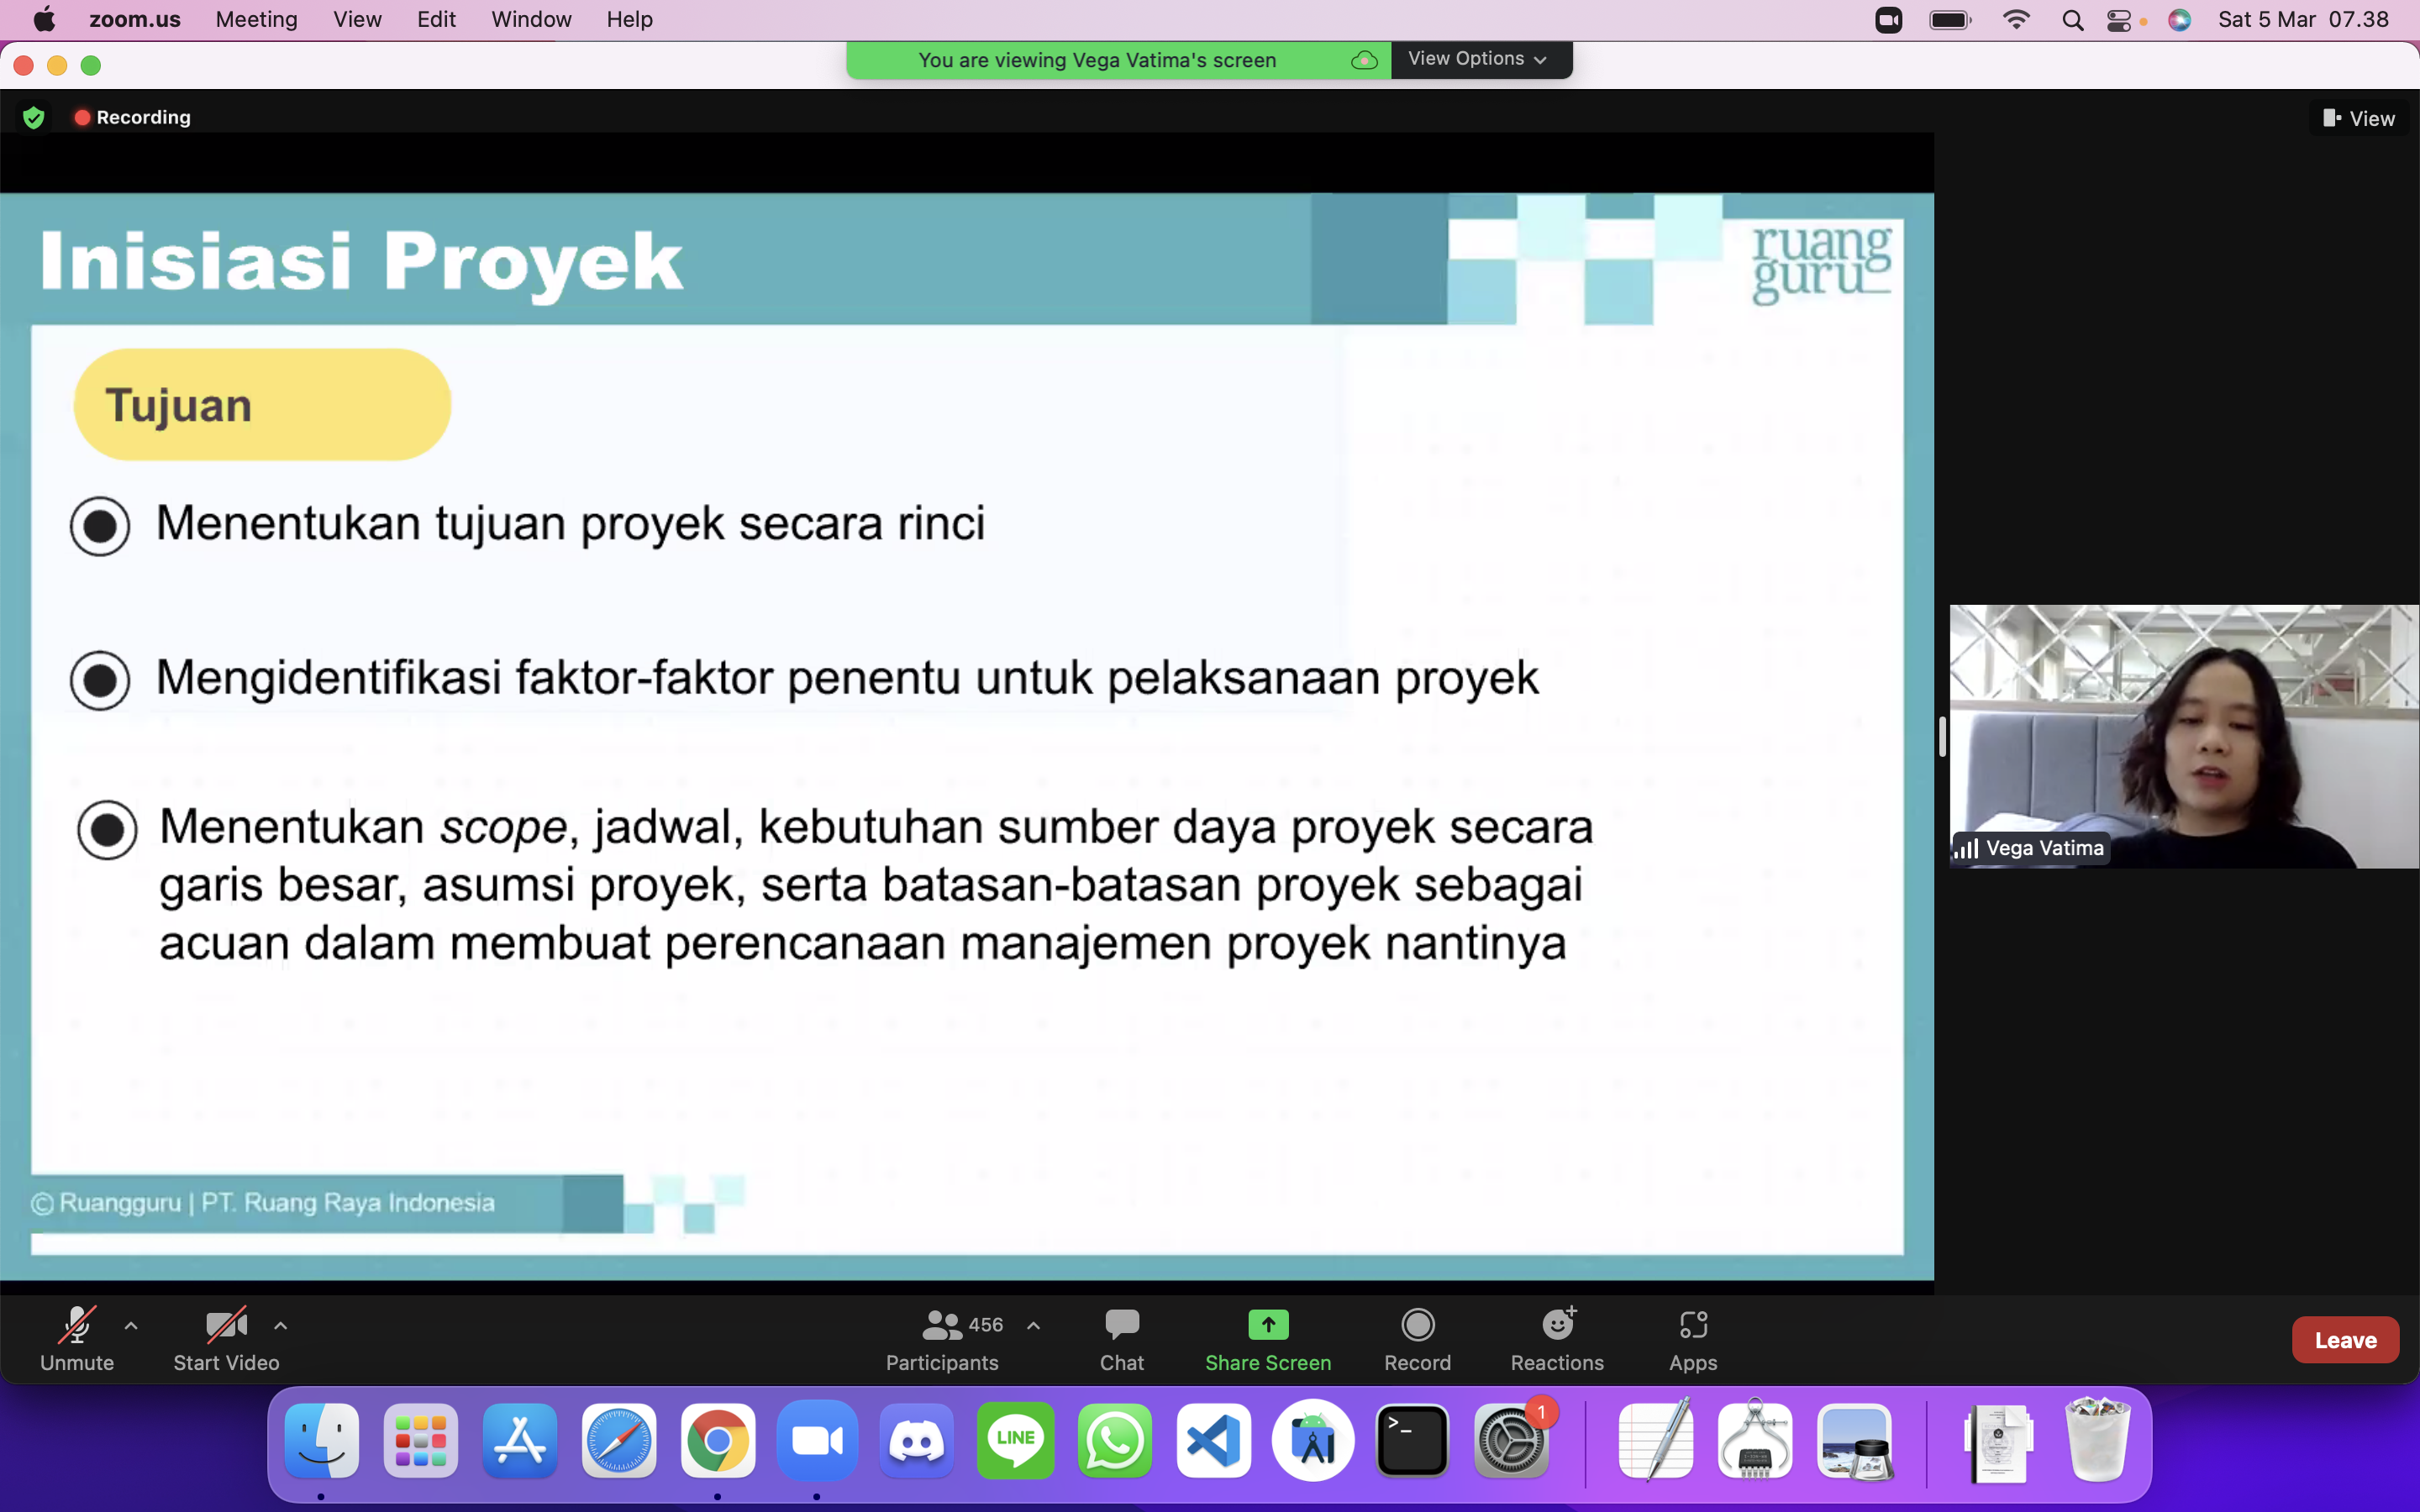 zoom.us Meeting View Edit Window Help
Sat 5 Mar 07.38
You are viewing Vega Vatima's screen
View Options
Recording
View
Inisiasi Proyek
ruang
guru
Tujuan
Menentukan tujuan proyek secara rinci
Mengidentifikasi faktor-faktor penentu untuk pelaksanaan proyek
Menentukan scope, jadwal, kebutuhan sumber daya proyek secara
garis besar, asumsi proyek, serta batasan-batasan proyek sebagai
acuan dalam membuat perencanaan manajemen proyek nantinya
Vega Vatima
© Ruangguru | PT. Ruang Raya Indonesia
456
Unmute Start Video Participants Chat Share Screen Record Reactions Apps Leave
LINE
>_
1